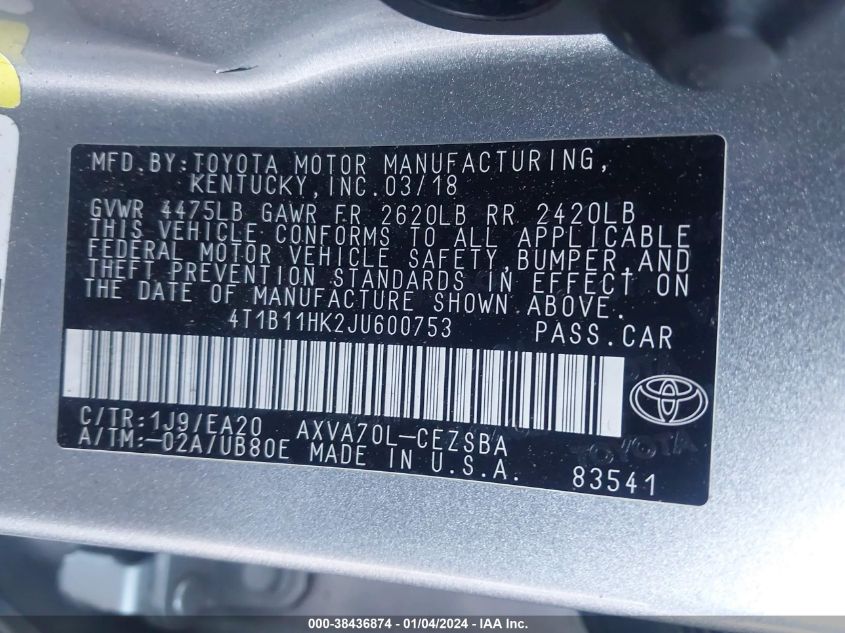 MFD.BY:TOYOTA MOTOR MANUFACTURING,
KENTUCKY,INC.03/18
GVWR 4475LB GAWR FR 2620LB RR 2420LB
THIS VEHICLE CONFORMS TO ALL APPLICABLE
FEDERAL MOTOR VEHICLE SAFETY,BUMPER,AND
THEFT PREVENTION STANDARDS IN EFFECT ON
THE DATE OF MANUFACTURE SHOWN ABOVE.
4T1B11HK2JU600753 PASS.CAR
C/TR:1J9/EA20 AXVA70L-CEZSBA
TOYOTA
A/TM:-02A/UB80E MADE IN U.S.A.
83541
000-38436874 | 01/04/2024 - IAA Inc.